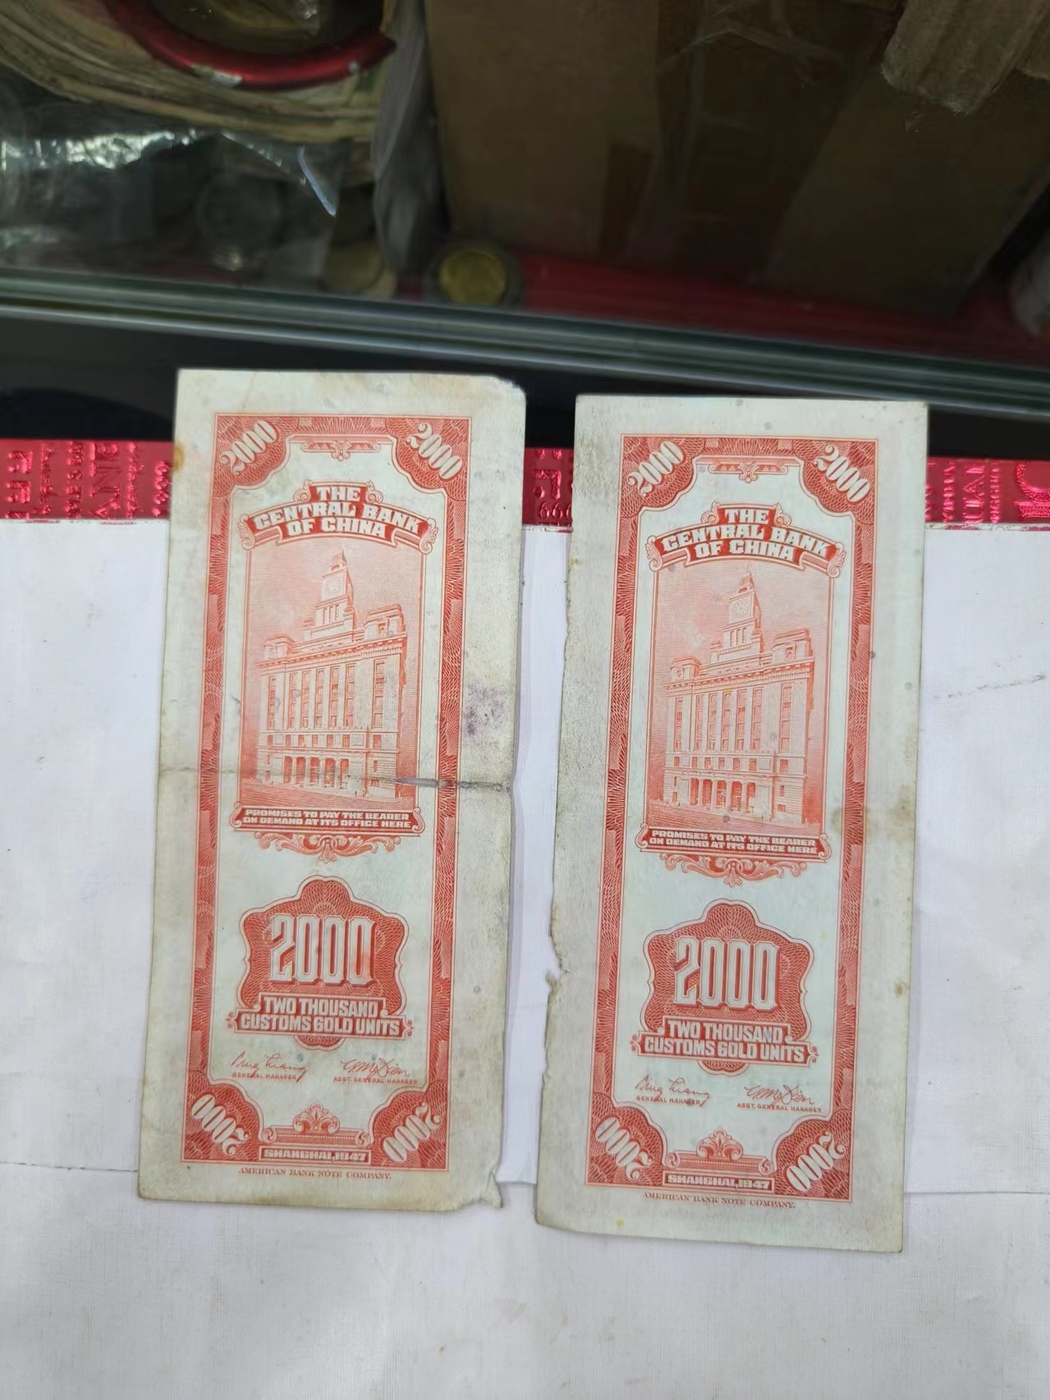 2000 2000
THE
CENTRAL BANK
OF CHINA
PROMISES TO PAY THE BEARER
ON DEMAND AT ITS OFFICE HERE
2000
TWO THOUSAND
CUSTOMS GOLD UNITS
GENERAL MANAGER ASST. GENERAL MANAGER
2000 2000
SHANGHAI, 1947
AMERICAN BANK NOTE COMPANY.
2000 2000
THE
CENTRAL BANK
OF CHINA
PROMISES TO PAY THE BEARER
ON DEMAND AT ITS OFFICE HERE
2000
TWO THOUSAND
CUSTOMS GOLD UNITS
GENERAL MANAGER ASST. GENERAL MANAGER
2000 2000
SHANGHAI, 1947
AMERICAN BANK NOTE COMPANY.